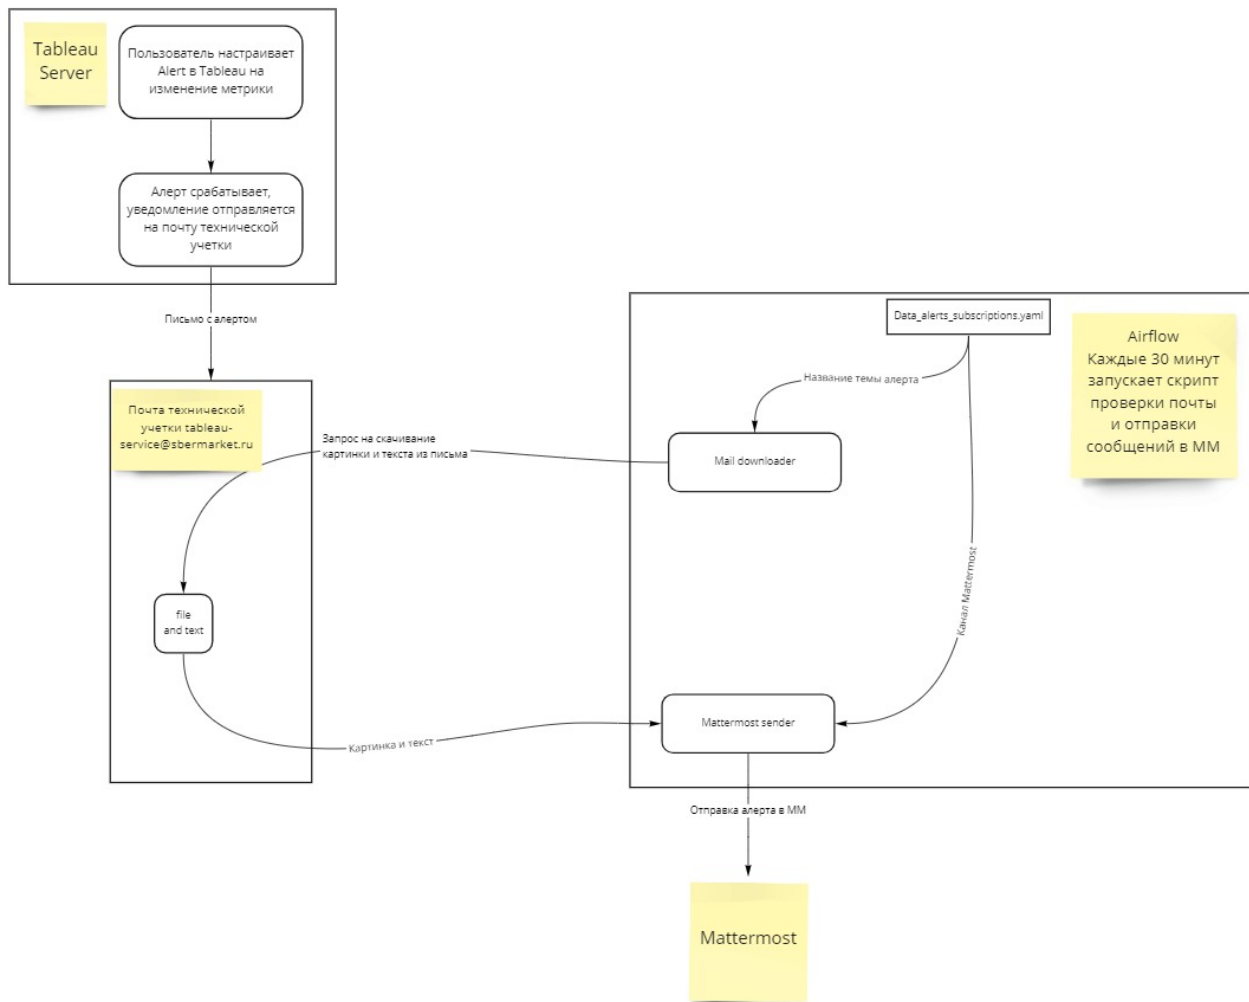 Tableau
Server
Пользователь настраивает
Alert в Tableau на
изменение метрики
Алерт срабатывает,
уведомление отправляется
на почту технической
учетки
Письмо с алертом
Почта технической
учетки tableau-
service@sbermarket.ru
Запрос на скачивание
картинки и текста из письма
file
and text
Картинка и текст
Data_alerts_subscriptions.yaml
Название темы алерта
Mail downloader
Airflow
Каждые 30 минут
запускает скрипт
проверки почты
и отправки
сообщений в ММ
Канал Mattermost
Mattermost sender
Отправка алерта в ММ
Mattermost